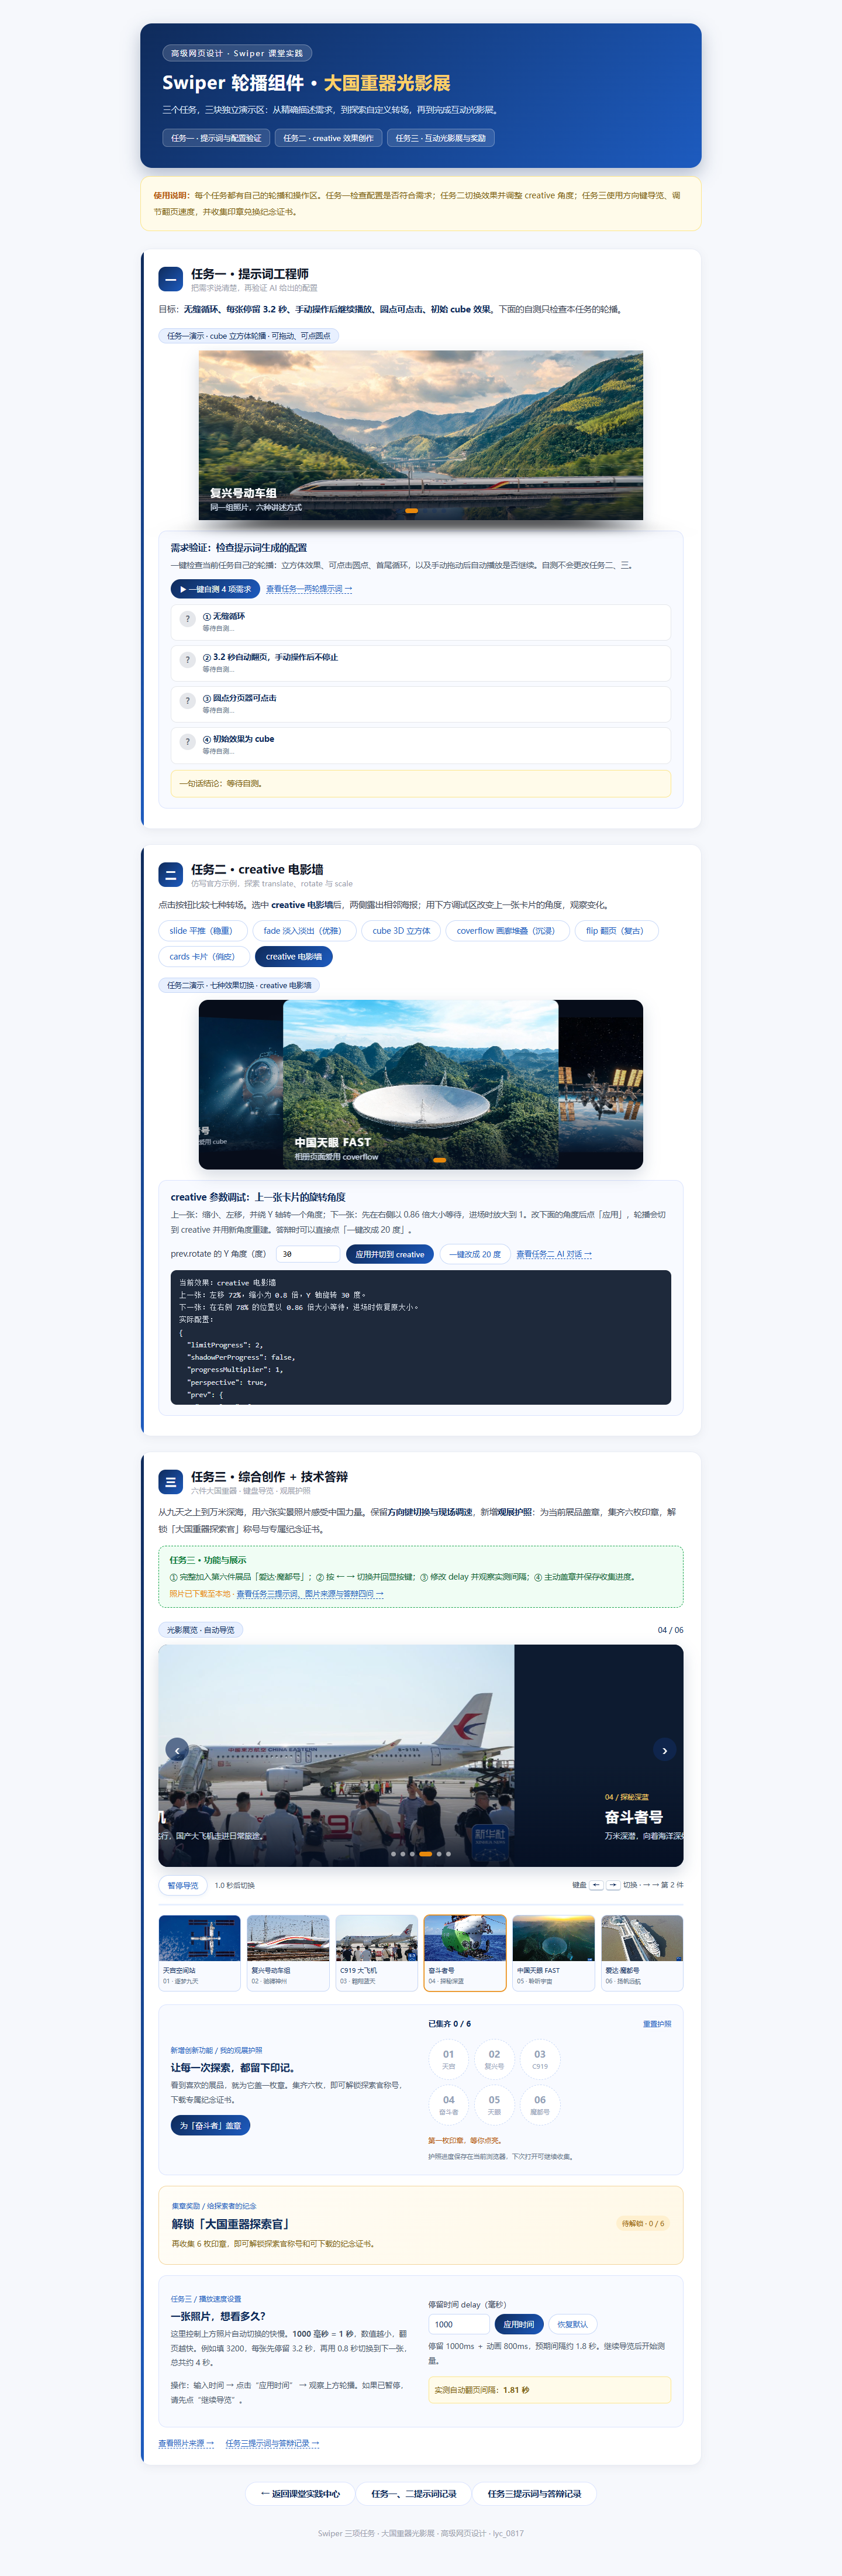 高级网页设计 · Swiper 课堂实践
Swiper 轮播组件 · 大国重器光影展
三个任务，三块独立演示区：从精确描述需求，到探索自定义转场，再到完成互动光影展。
任务一 · 提示词与配置验证
任务二 · creative 效果创作
任务三 · 互动光影展与奖励
使用说明：每个任务都有自己的轮播和操作区。任务一检查配置是否符合需求；任务二切换效果并调整 creative 角度；任务三使用方向键导览、调
节翻页速度，并收集印章兑换纪念证书。
一
任务一 · 提示词工程师
把需求说清楚，再验证 AI 给出的配置
目标：无缝循环、每张停留 3.2 秒、手动操作后继续播放、圆点可点击、初始 cube 效果。下面的自测只检查本任务的轮播。
任务一演示 · cube 立方体轮播 · 可拖动、可点圆点
复兴号动车组
同一组照片，六种讲述方式
需求验证：检查提示词生成的配置
一键检查当前任务自己的轮播：立方体效果、可点击圆点、首尾循环，以及手动拖动后自动播放是否继续。自测不会更改任务二、三。
▶ 一键自测 4 项需求
查看任务一两轮提示词 →
?
① 无缝循环
等待自测...
?
② 3.2 秒自动翻页，手动操作后不停止
等待自测...
?
③ 圆点分页器可点击
等待自测...
?
④ 初始效果为 cube
等待自测...
一句话结论：等待自测。
二
任务二 · creative 电影墙
仿写官方示例，探索 translate、rotate 与 scale
点击按钮比较七种转场。选中 creative 电影墙后，两侧露出相邻海报；用下方调试区改变上一张卡片的角度，观察变化。
slide 平推（稳重）
fade 淡入淡出（优雅）
cube 3D 立方体
coverflow 画廊堆叠（沉浸）
flip 翻页（复古）
cards 卡片（俏皮）
creative 电影墙
任务二演示 · 七种效果切换 · creative 电影墙
号
爱用 cube
中国天眼 FAST
相册页面爱用 coverflow
creative 参数调试：上一张卡片的旋转角度
上一张：缩小、左移，并绕 Y 轴转一个角度；下一张：先在右侧以 0.86 倍大小等待，进场时放大到 1。改下面的角度后点「应用」，轮播会切
到 creative 并用新角度重建。答辩时可以直接点「一键改成 20 度」。
prev.rotate 的 Y 角度（度）
30
应用并切到 creative
一键改成 20 度
查看任务二 AI 对话 →
当前效果：creative 电影墙
上一张：左移 72%，缩小为 0.8 倍，Y 轴旋转 30 度。
下一张：在右侧 78% 的位置以 0.86 倍大小等待，进场时恢复原大小。
实际配置：
{
"limitProgress": 2,
"shadowPerProgress": false,
"progressMultiplier": 1,
"perspective": true,
"prev": {
三
任务三 · 综合创作 + 技术答辩
六件大国重器 · 键盘导览 · 观展护照
从九天之上到万米深海，用六张实景照片感受中国力量。保留方向键切换与现场调速，新增观展护照：为当前展品盖章，集齐六枚印章，解
锁「大国重器探索官」称号与专属纪念证书。
任务三 · 功能与展示
① 完整加入第六件展品「爱达·魔都号」；② 按 ← → 切换并回显按键；③ 修改 delay 并观察实测间隔；④ 主动盖章并保存收集进度。
照片已下载至本地 · 查看任务三提示词、图片来源与答辩四问 →
光影展览 · 自动导览
04 / 06
中国东方航空 CHINA EASTERN
新华社
机
飞行，国产大飞机走进日常旅途。
‹
›
04 / 探秘深蓝
奋斗者号
万米深潜，向着海洋深处
暂停导览
1.0 秒后切换
键盘 ← → 切换 · → → 第 2 件
天宫空间站
01 · 逐梦九天
复兴号动车组
02 · 驰骋神州
C919 大飞机
03 · 翱翔蓝天
奋斗者号
04 · 探秘深蓝
中国天眼 FAST
05 · 聆听宇宙
爱达·魔都号
06 · 扬帆远航
新增创新功能 / 我的观展护照
让每一次探索，都留下印记。
看到喜欢的展品，就为它盖一枚章。集齐六枚，即可解锁探索官称号，
下载专属纪念证书。
为「奋斗者」盖章
已集齐 0 / 6
重置护照
01
天宫
02
复兴号
03
C919
04
奋斗者
05
天眼
06
魔都号
第一枚印章，等你点亮。
护照进度保存在当前浏览器，下次打开可继续收集。
集章奖励 / 给探索者的纪念
解锁「大国重器探索官」
再收集 6 枚印章，即可解锁探索官称号和可下载的纪念证书。
待解锁 · 0 / 6
任务三 / 播放速度设置
一张照片，想看多久？
这里控制上方照片自动切换的快慢。1000 毫秒 = 1 秒，数值越小，翻
页越快。例如填 3200，每张先停留 3.2 秒，再用 0.8 秒切换到下一张，
总共约 4 秒。
操作：输入时间 → 点击“应用时间” → 观察上方轮播。如果已暂停，
请先点“继续导览”。
停留时间 delay（毫秒）
1000
应用时间
恢复默认
停留 1000ms + 动画 800ms，预期间隔约 1.8 秒。继续导览后开始测
量。
实测自动翻页间隔：1.81 秒
查看照片来源 →
任务三提示词与答辩记录 →
← 返回课堂实践中心
任务一、二提示词记录
任务三提示词与答辩记录
Swiper 三项任务 · 大国重器光影展 · 高级网页设计 · lyc_0817